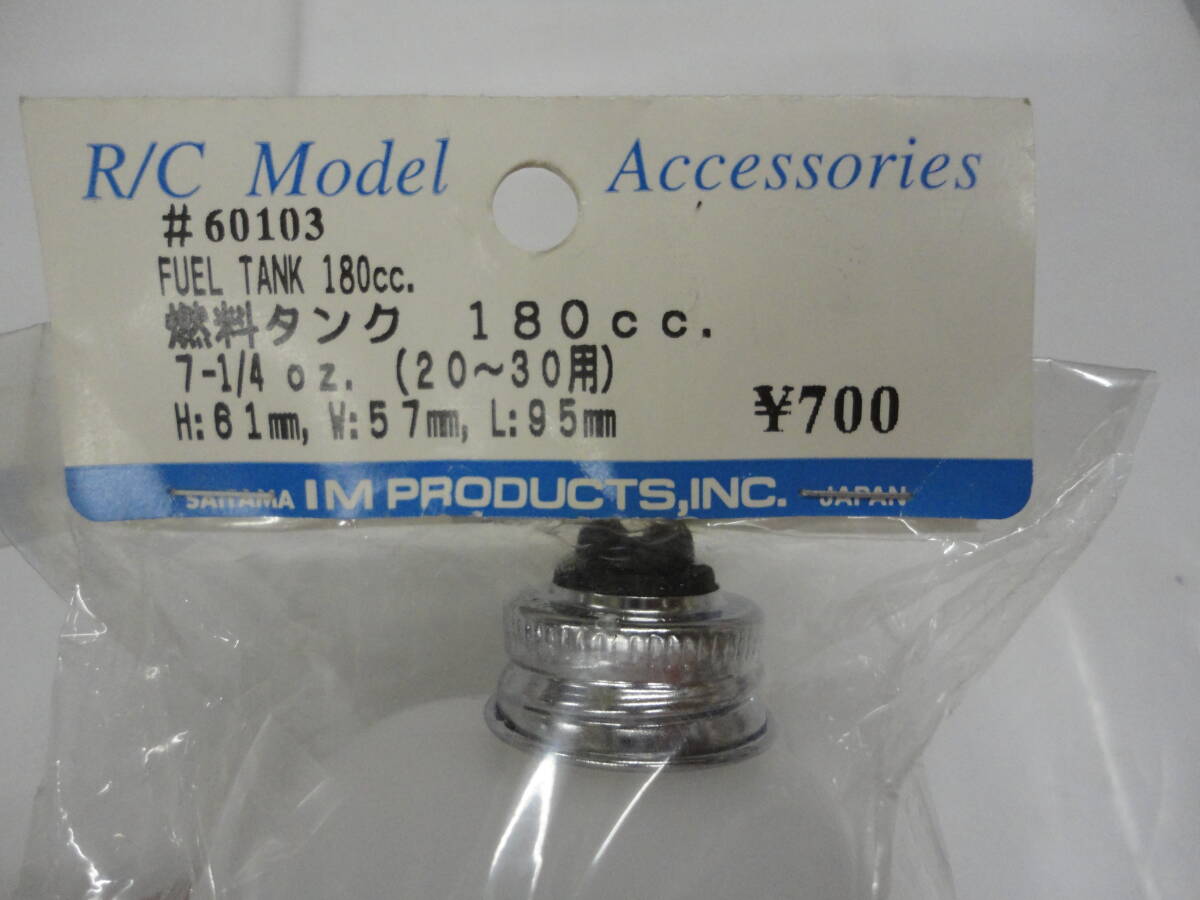 R/C Model Accessories
#60103
FUEL TANK 180cc.
燃料タンク 180cc.
7-1/4 oz. (20～30用)
H:61mm, W:57mm, L:95mm
¥700
SAITAMA IM PRODUCTS,INC. JAPAN